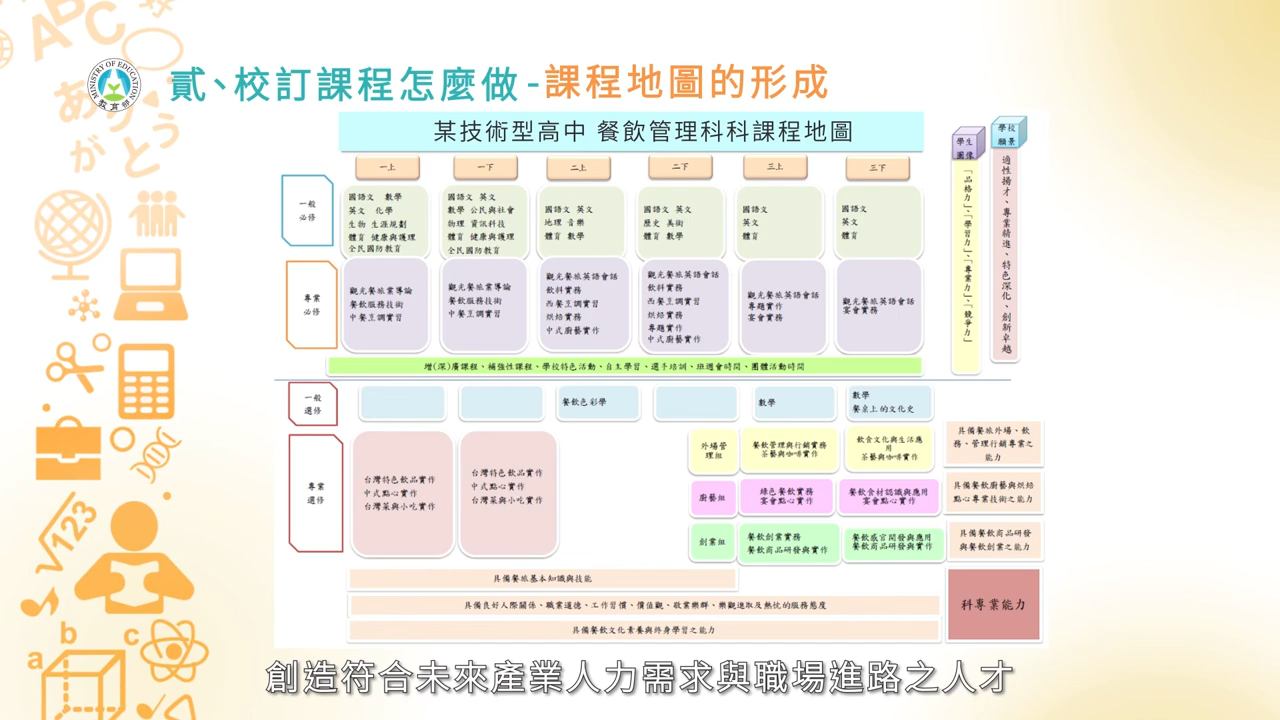 貳、校訂課程怎麼做-課程地圖的形成
MINISTRY OF EDUCATION
教育部
某技術型高中 餐飲管理科科課程地圖
學生
圖像
學校
願景
一上
一下
二上
二下
三上
三下
一般
必修
國語文 數學
英文 化學
生物 生涯規劃
體育 健康與護理
全民國防教育
國語文 英文
數學 公民與社會
物理 資訊科技
體育 健康與護理
全民國防教育
國語文 英文
地理 音樂
體育 數學
國語文 英文
歷史 美術
體育 數學
國語文
英文
體育
國語文
英文
體育
「品格力」、「學習力」、「專業力」、「競爭力」
適性揚才、專業精進、特色深化、創新卓越
專業
必修
觀光餐旅業導論
餐飲服務技術
中餐烹調實習
觀光餐旅業導論
餐飲服務技術
中餐烹調實習
觀光餐旅英語會話
飲料實務
西餐烹調實習
烘焙實務
中式廚藝實作
觀光餐旅英語會話
飲料實務
西餐烹調實習
烘焙實務
專題實作
中式廚藝實作
觀光餐旅英語會話
專題實作
宴會實務
觀光餐旅英語會話
宴會實務
增(深)廣課程、補強性課程、學校特色活動、自主學習、選手培訓、班週會時間、團體活動時間
一般
選修
餐飲色彩學
數學
數學
餐桌上的文化史
專業
選修
台灣特色飲品實作
中式點心實作
台灣菜與小吃實作
台灣特色飲品實作
中式點心實作
台灣菜與小吃實作
外場管
理組
餐飲管理與行銷實務
茶藝與咖啡實作
飲食文化與生活應
用
茶藝與咖啡實作
具備餐旅外場、飲
務、管理行銷專業之
能力
廚藝組
綠色餐飲實務
宴會點心實作
餐飲食材認識與應用
宴會點心實作
具備餐飲廚藝與烘焙
點心專業技術之能力
創業組
餐飲創業實務
餐飲商品研發與實作
餐飲感官開發與應用
餐飲商品研發與實作
具備餐飲商品研發
與餐飲創業之能力
具備餐旅基本知識與技能
具備良好人際關係、職業道德、工作習慣、價值觀、敬業樂群、樂觀進取及熱忱的服務態度
具備餐飲文化素養與終身學習之能力
科專業能力
創造符合未來產業人力需求與職場進路之人才